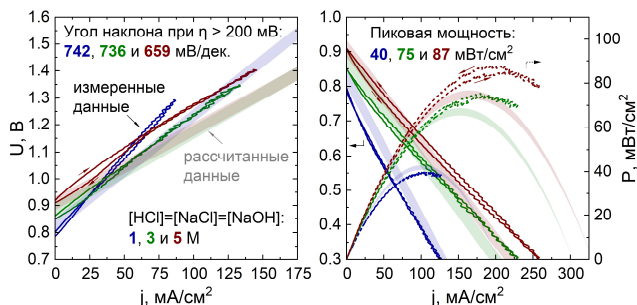 Угол наклона при η > 200 мВ:
742, 736 и 659 мВ/дек.
измеренные
данные
рассчитанные
данные
[HCl]=[NaCl]=[NaOH]:
1, 3 и 5 М
U, В
1.6
1.5
1.4
1.3
1.2
1.1
1.0
0.9
0.8
0.7
0 25 50 75 100 125 150 175
j, мА/см²
Пиковая мощность:
40, 75 и 87 мВт/см²
0.9
0.8
0.7
0.6
0.5
0.4
0.3
0 50 100 150 200 250 300
j, мА/см²
100
80
60
40
20
0
P, мВт/см²